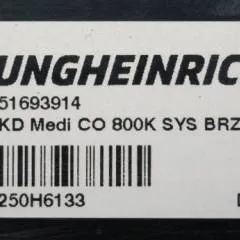 UNGHEINRIC
51693914
KD Medi CO 800K SYS BRZ
250H6133